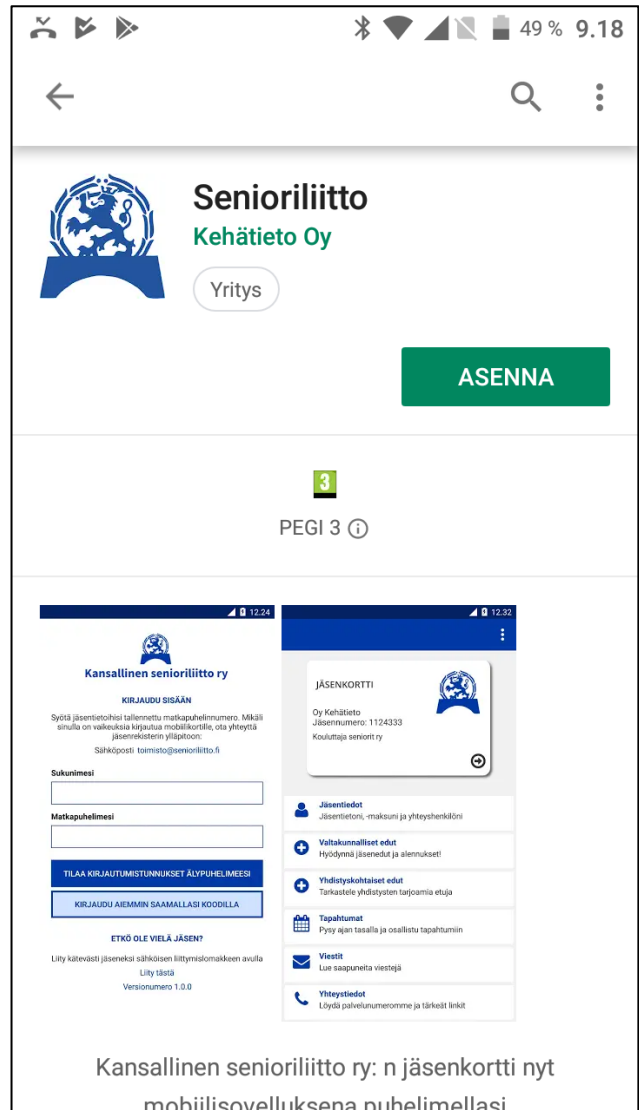 49 % 9.18
Senioriliitto
Kehätieto Oy
Yritys
ASENNA
3
PEGI 3
12.24
Kansallinen senioriliitto ry
KIRJAUDU SISÄÄN
Syötä jäsentietoihisi tallennettu matkapuhelinnumero. Mikäli
sinulla on vaikeuksia kirjautua mobiilikortille, ota yhteyttä
jäsenrekisterin ylläpitoon:
Sähköposti toimisto@senioriliitto.fi
Sukunimesi
Matkapuhelimesi
TILAA KIRJAUTUMISTUNNUKSET ÄLYPUHELIMEESI
KIRJAUDU AIEMMIN SAAMALLASI KOODILLA
ETKÖ OLE VIELÄ JÄSEN?
Liity kätevästi jäseneksi sähköisen liittymislomakkeen avulla
Liity tästä
Versionumero 1.0.0
12.32
JÄSENKORTTI
Oy Kehätieto
Jäsennumero: 1124333
Kouluttaja seniorit ry
Jäsentiedot
Jäsentietoni, -maksuni ja yhteyshenkilöni
Valtakunnalliset edut
Hyödynnä jäsenedut ja alennukset!
Yhdistyskohtaiset edut
Tarkastele yhdistysten tarjoamia etuja
Tapahtumat
Pysy ajan tasalla ja osallistu tapahtumiin
Viestit
Lue saapuneita viestejä
Yhteystiedot
Löydä palvelunumeromme ja tärkeät linkit
Kansallinen senioriliitto ry: n jäsenkortti nyt
mobiilisovelluksena puhelimellasi